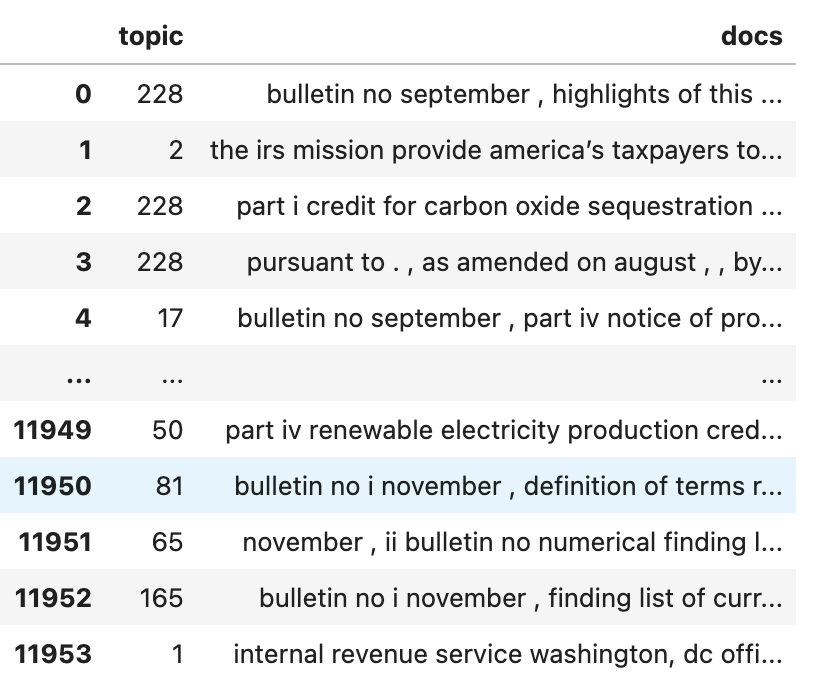 topic docs
0 228 bulletin no september , highlights of this ...
1 2 the irs mission provide america’s taxpayers to...
2 228 part i credit for carbon oxide sequestration ...
3 228 pursuant to . , as amended on august , , by...
4 17 bulletin no september , part iv notice of pro...
... ... ...
11949 50 part iv renewable electricity production cred...
11950 81 bulletin no i november , definition of terms r...
11951 65 november , ii bulletin no numerical finding l...
11952 165 bulletin no i november , finding list of curr...
11953 1 internal revenue service washington, dc offi...